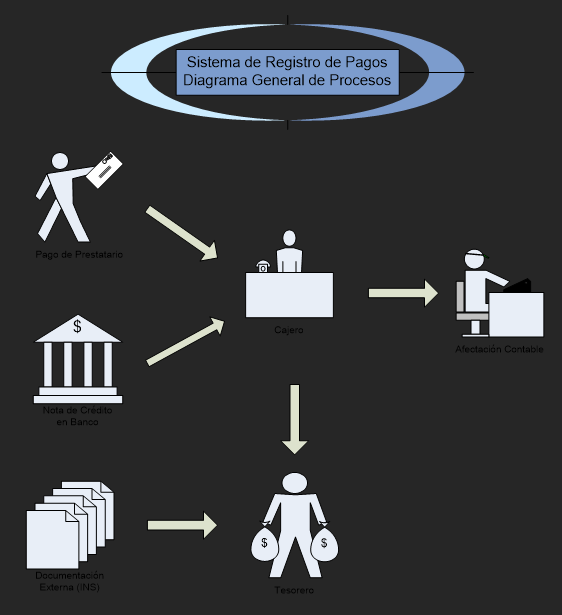 Sistema de Registro de Pagos
Diagrama General de Procesos
Pago de Prestatario
Cajero
Afectación Contable
$
Nota de Crédito
en Banco
Documentación
Externa (INS)
$ $
Tesorero